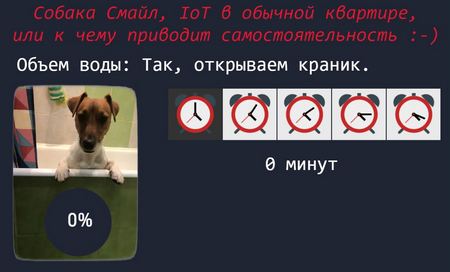 Собака Смайл, IoT в обычной квартире,
или к чему приводит самостоятельность :-)
Объем воды: Так, открываем краник.
0 минут
0%